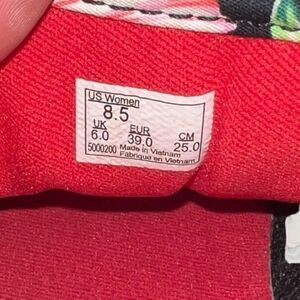 US Women
8.5
UK EUR CM
6.0 39.0 25.0
5000200 Made in Vietnam
Fabriqué en Vietnam